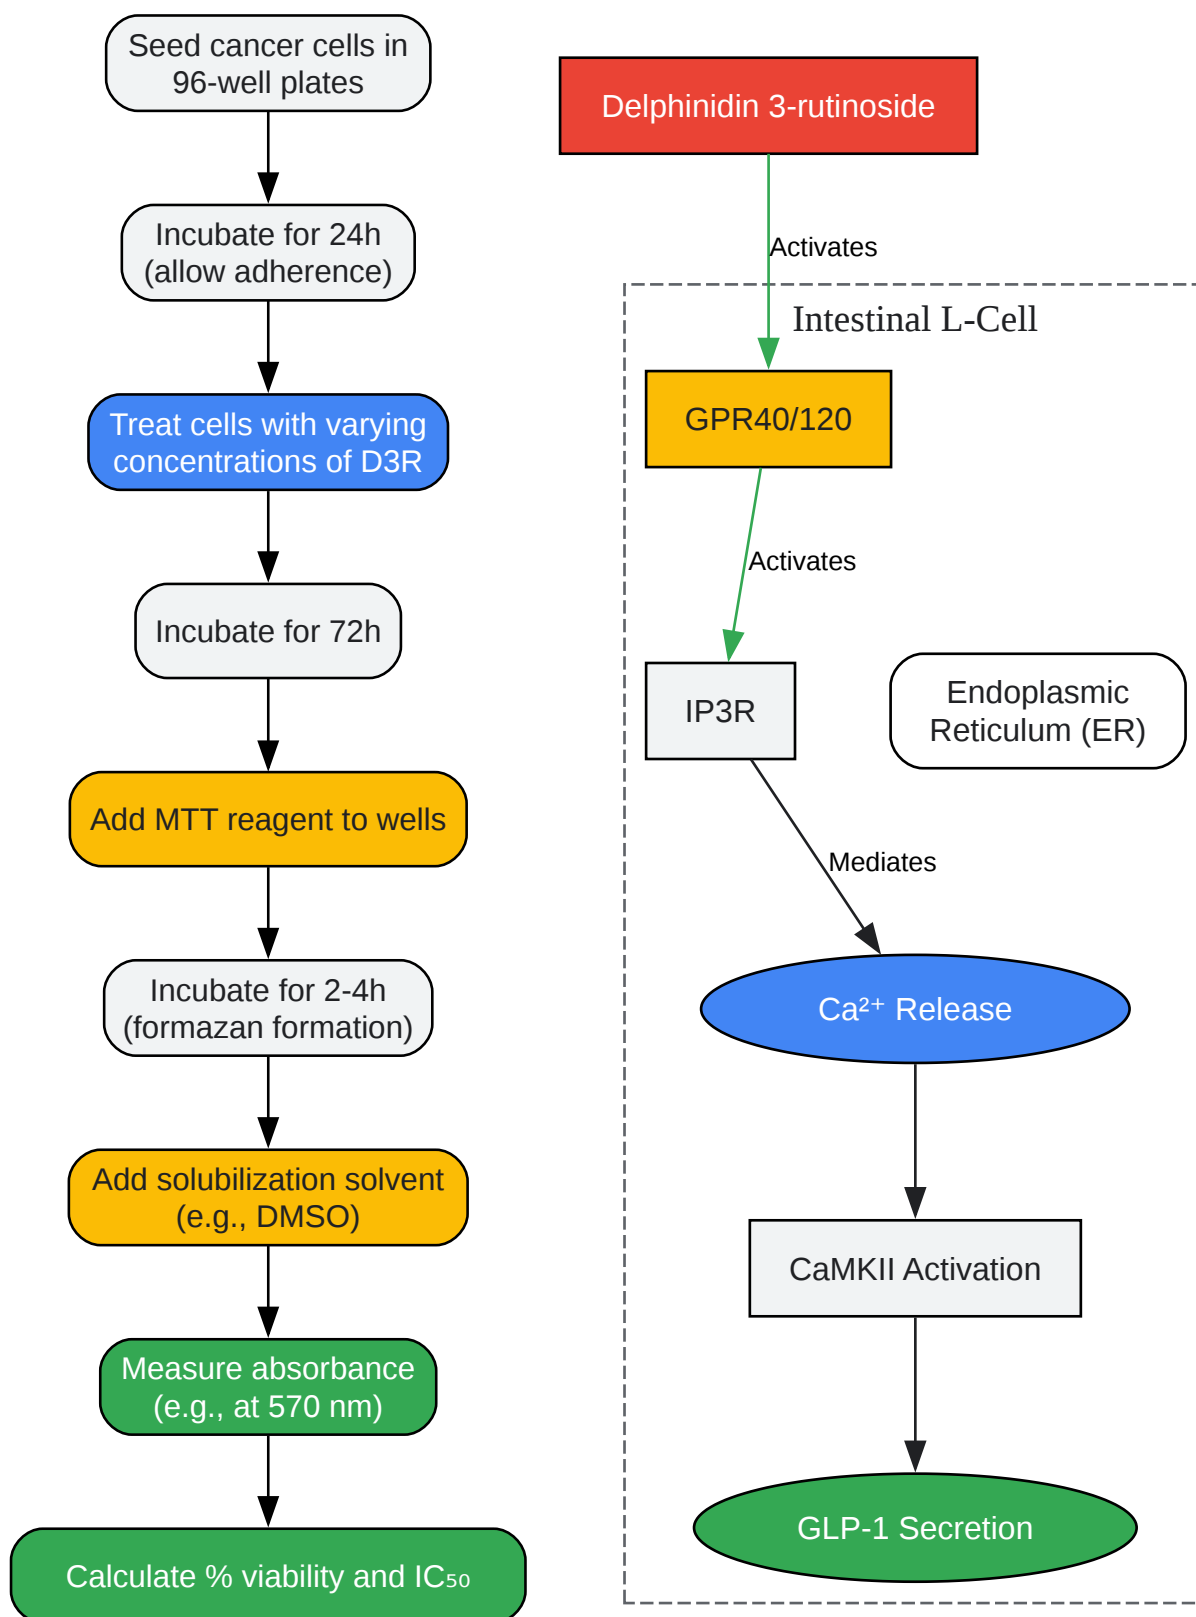 Seed cancer cells in
96-well plates
Incubate for 24h
(allow adherence)
Treat cells with varying
concentrations of D3R
Incubate for 72h
Add MTT reagent to wells
Incubate for 2-4h
(formazan formation)
Add solubilization solvent
(e.g., DMSO)
Measure absorbance
(e.g., at 570 nm)
Calculate % viability and IC₅₀
Delphinidin 3-rutinoside
Activates
Intestinal L-Cell
GPR40/120
Activates
IP3R
Endoplasmic
Reticulum (ER)
Mediates
Ca²⁺ Release
CaMKII Activation
GLP-1 Secretion